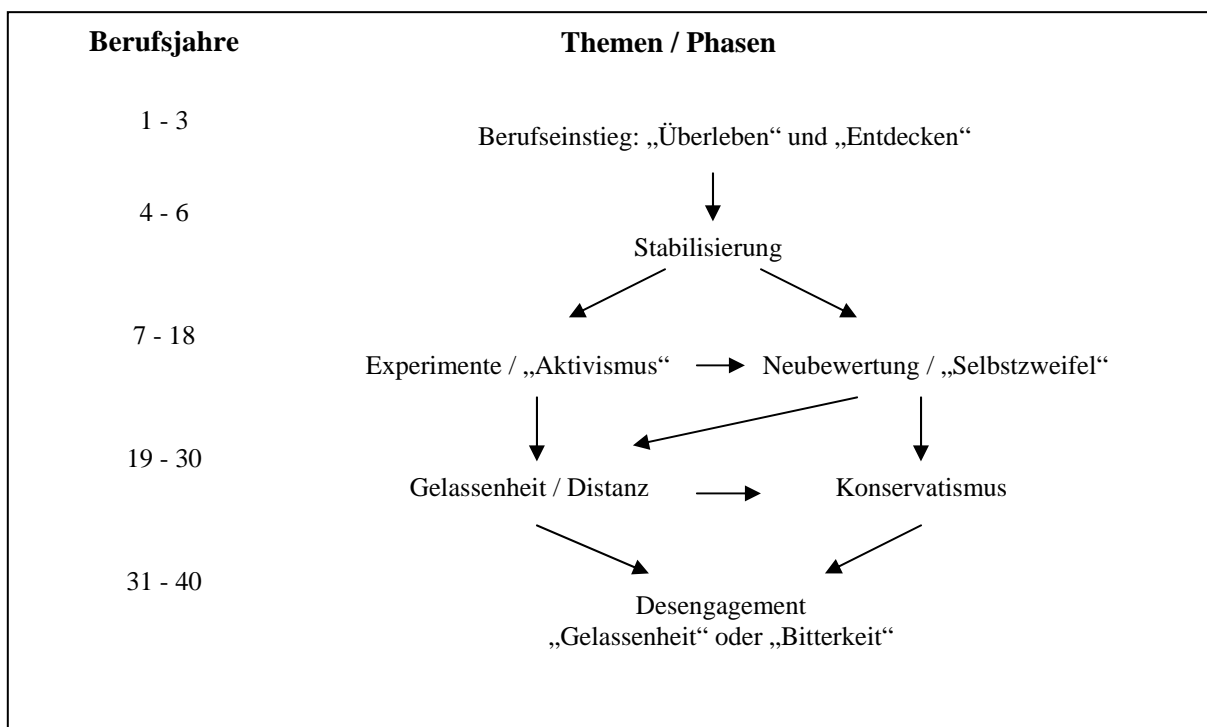 Berufsjahre Themen / Phasen
1 - 3
Berufseinstieg: „Überleben“ und „Entdecken“
4 - 6
Stabilisierung
7 - 18
Experimente / „Aktivismus“ Neubewertung / „Selbstzweifel“
19 - 30
Gelassenheit / Distanz Konservatismus
31 - 40
Desengagement
„Gelassenheit“ oder „Bitterkeit“